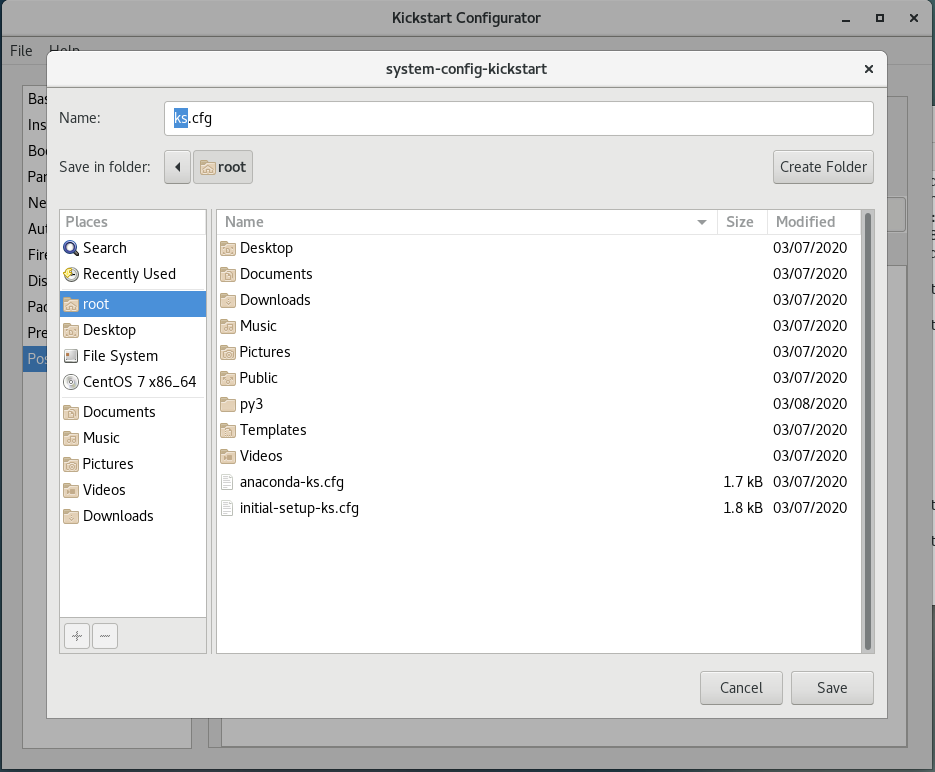 Kickstart Configurator
File Help
system-config-kickstart
Name: ks.cfg
Save in folder: root Create Folder
Places
Search
Recently Used
root
Desktop
File System
CentOS 7 x86_64
Documents
Music
Pictures
Videos
Downloads
Name Size Modified
Desktop 03/07/2020
Documents 03/07/2020
Downloads 03/07/2020
Music 03/07/2020
Pictures 03/07/2020
Public 03/07/2020
py3 03/08/2020
Templates 03/07/2020
Videos 03/07/2020
anaconda-ks.cfg 1.7 kB 03/07/2020
initial-setup-ks.cfg 1.8 kB 03/07/2020
Cancel Save
Bas
Ins
Boo
Par
Ne
Aut
Fire
Dis
Pac
Pre
Pos